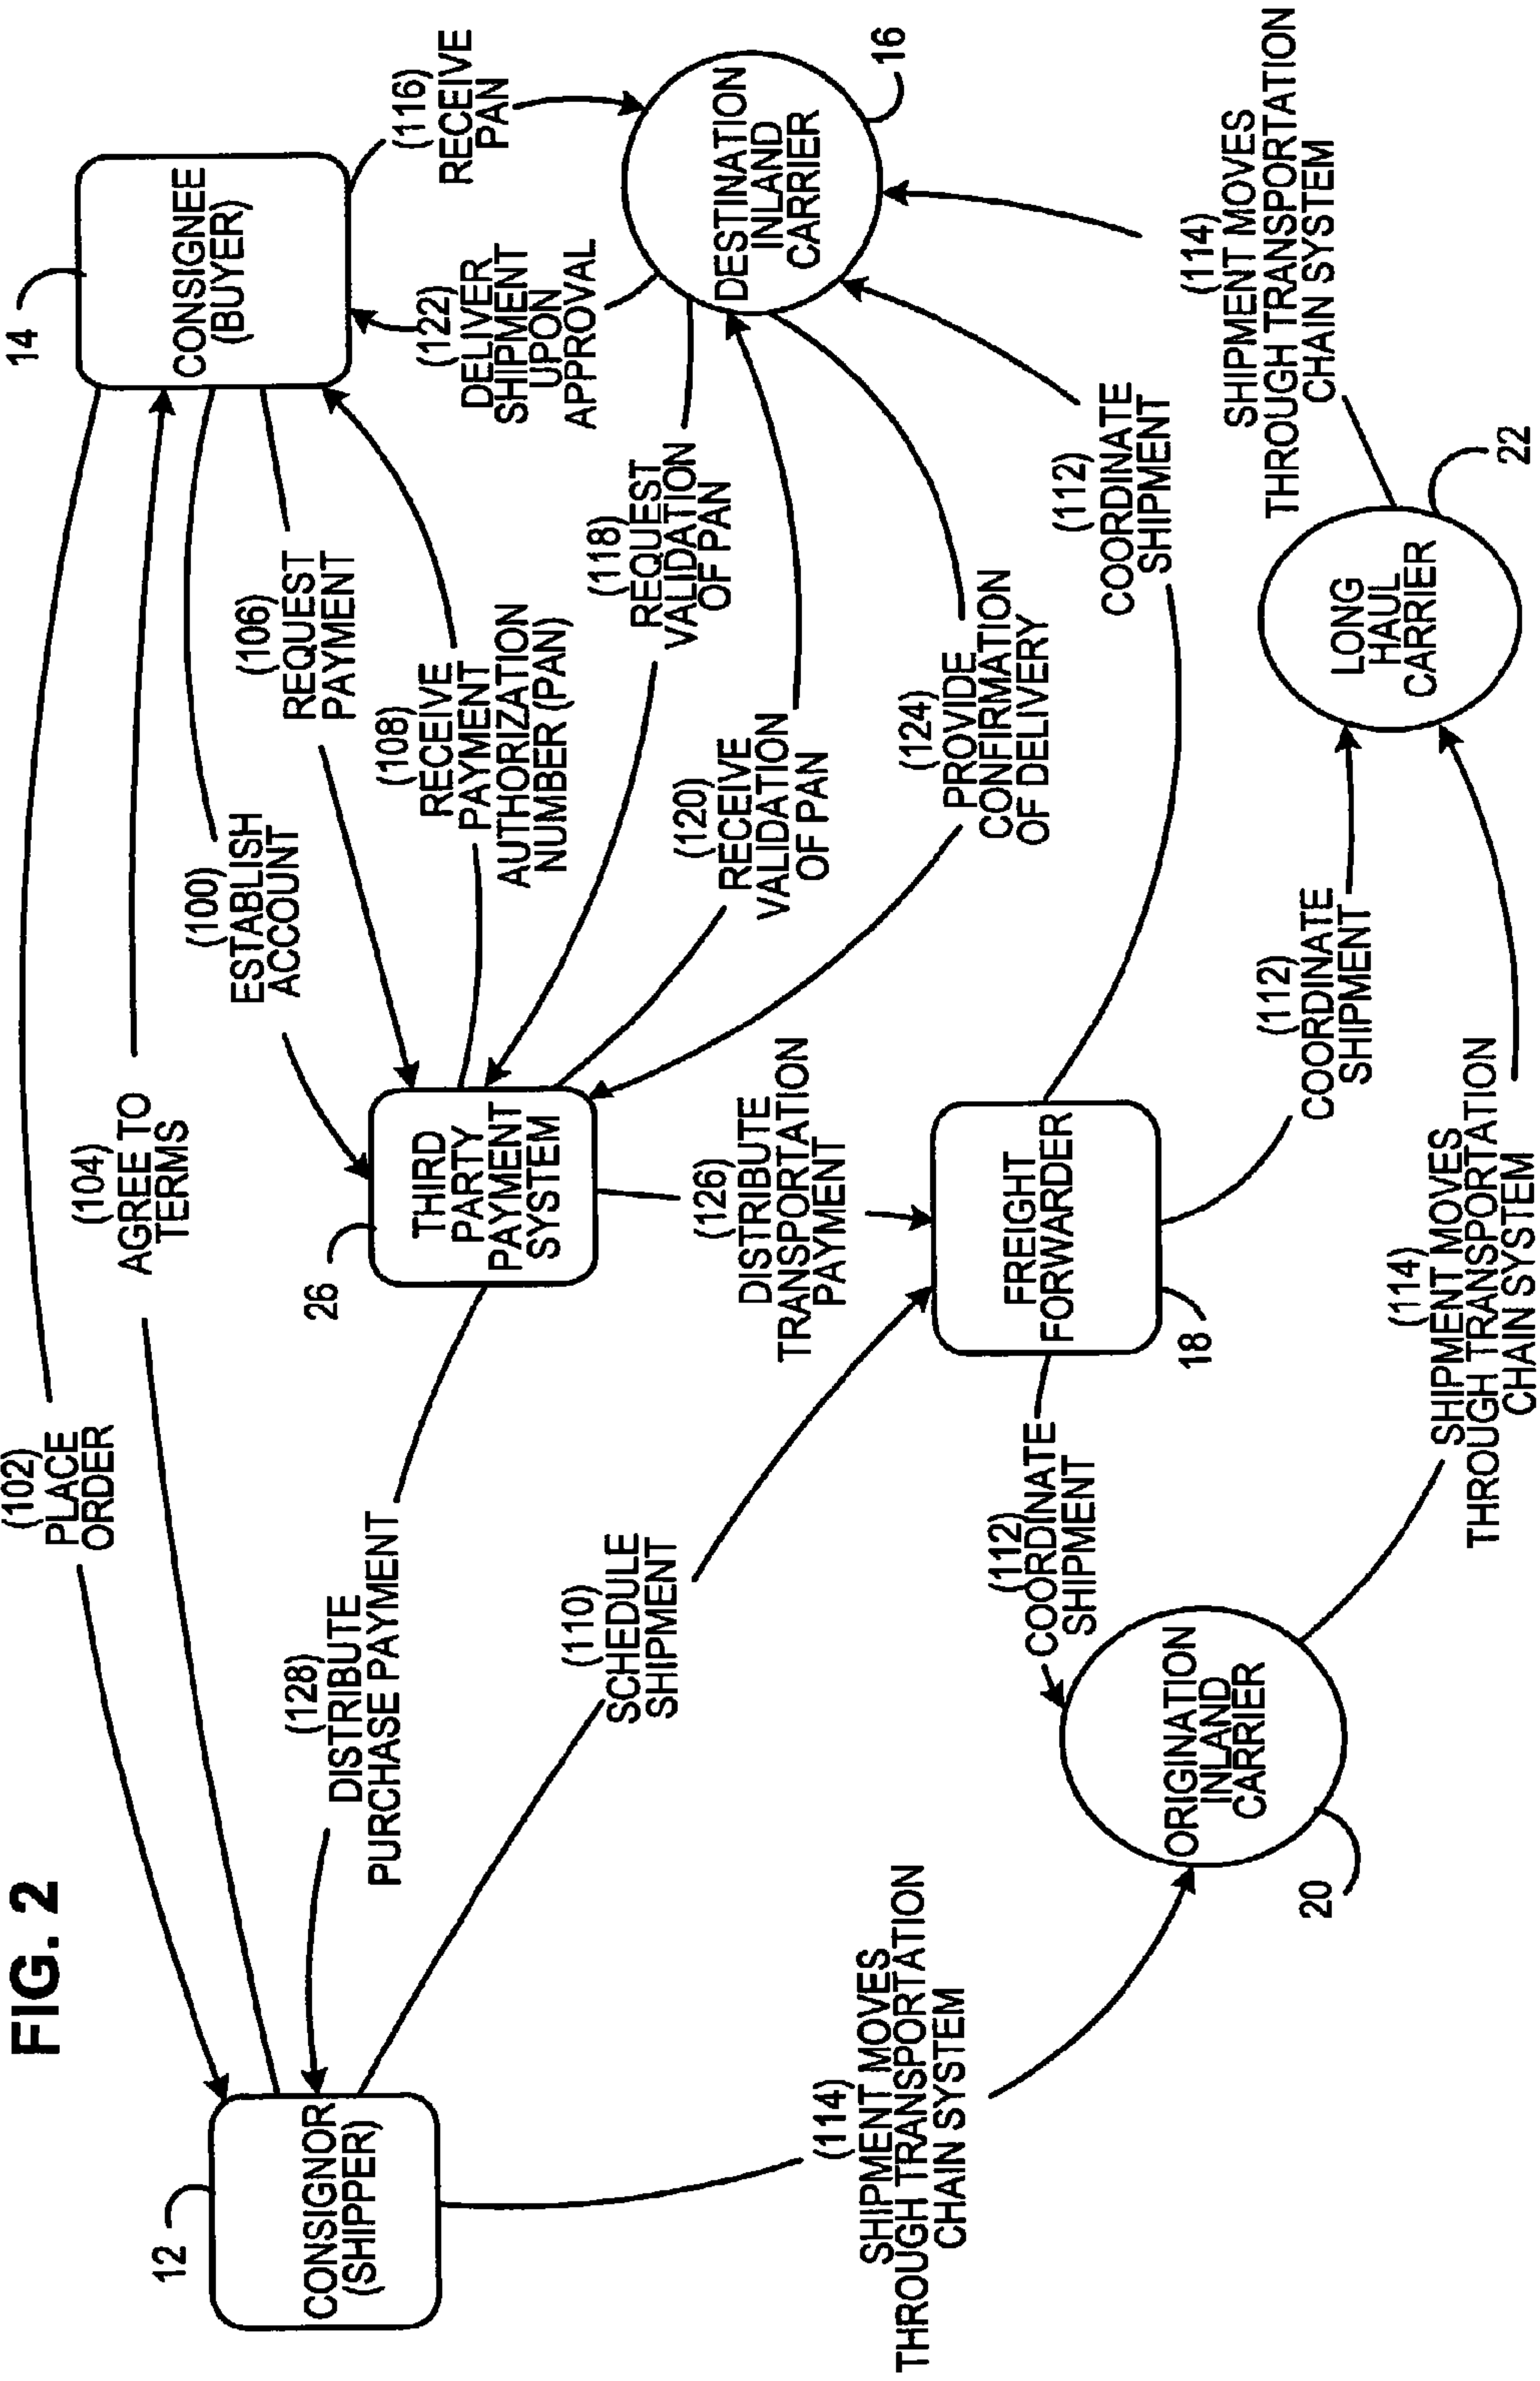 FIG. 2
(102)
PLACE
ORDER
(104)
AGREE TO
TERMS
14
CONSIGNEE
(BUYER)
(100)
ESTABLISH
ACCOUNT
(106)
REQUEST
PAYMENT
(108)
RECEIVE
PAYMENT
AUTHORIZATION
NUMBER (PAN)
(116)
RECEIVE
PAN
(122)
DELIVER
SHIPMENT
UPON
APPROVAL
12
CONSIGNOR
(SHIPPER)
(128)
DISTRIBUTE
PURCHASE PAYMENT
26
THIRD
PARTY
PAYMENT
SYSTEM
(118)
REQUEST
VALIDATION
OF PAN
(120)
RECEIVE
VALIDATION
OF PAN
(124)
PROVIDE
CONFIRMATION
OF DELIVERY
DESTINATION
INLAND
CARRIER
16
(110)
SCHEDULE
SHIPMENT
(126)
DISTRIBUTE
TRANSPORTATION
PAYMENT
FREIGHT
FORWARDER
18
(112)
COORDINATE
SHIPMENT
(112)
COORDINATE
SHIPMENT
(112)
COORDINATE
SHIPMENT
(114)
SHIPMENT MOVES
THROUGH TRANSPORTATION
CHAIN SYSTEM
ORIGINATION
INLAND
CARRIER
20
(114)
SHIPMENT MOVES
THROUGH TRANSPORTATION
CHAIN SYSTEM
LONG
HAUL
CARRIER
22
(114)
SHIPMENT MOVES
THROUGH TRANSPORTATION
CHAIN SYSTEM